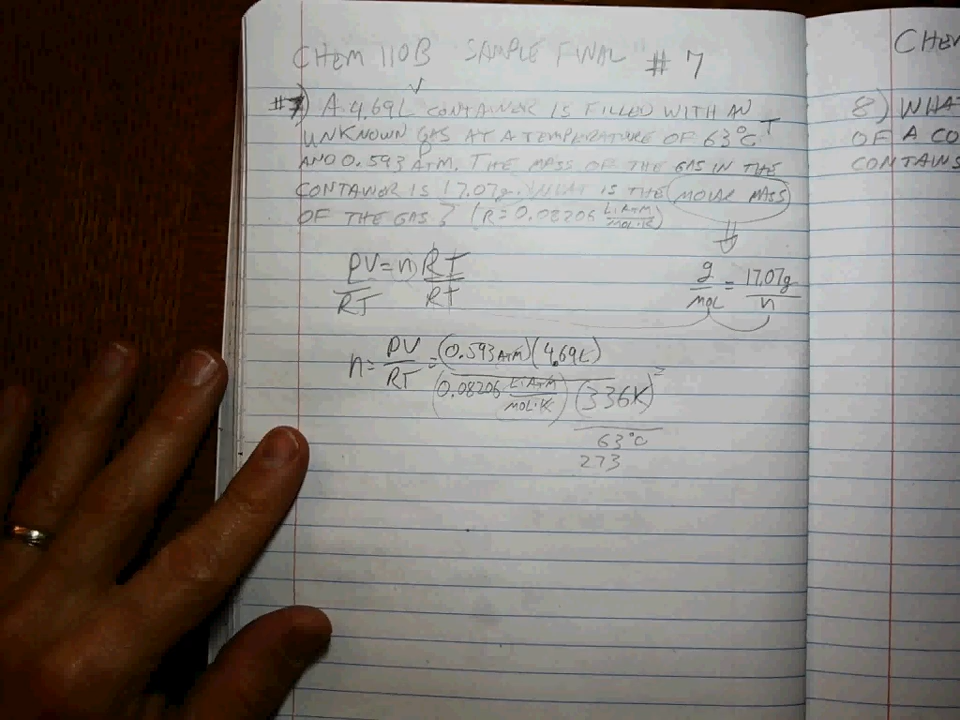 CHEM 110B SAMPLE FINAL # 7
#7) A 4.69L CONTAINER IS FILLED WITH AN
UNKNOWN GAS AT A TEMPERATURE OF 63°C T
AND 0.593 ATM. THE MASS OF THE GAS IN THE
CONTAINER IS 17.07g. WHAT IS THE (MOLAR MASS)
OF THE GAS? (R=0.08206 L·ATM/MOL·K)
PV = n RT
RT RT
g/MOL = 17.07g/n
n = PV/RT = (0.593 ATM)(4.69L)
(0.08206 L·ATM/MOL·K) (336K)
63°C
273
CHEM
8) WHAT
OF A CO
CONTAINS